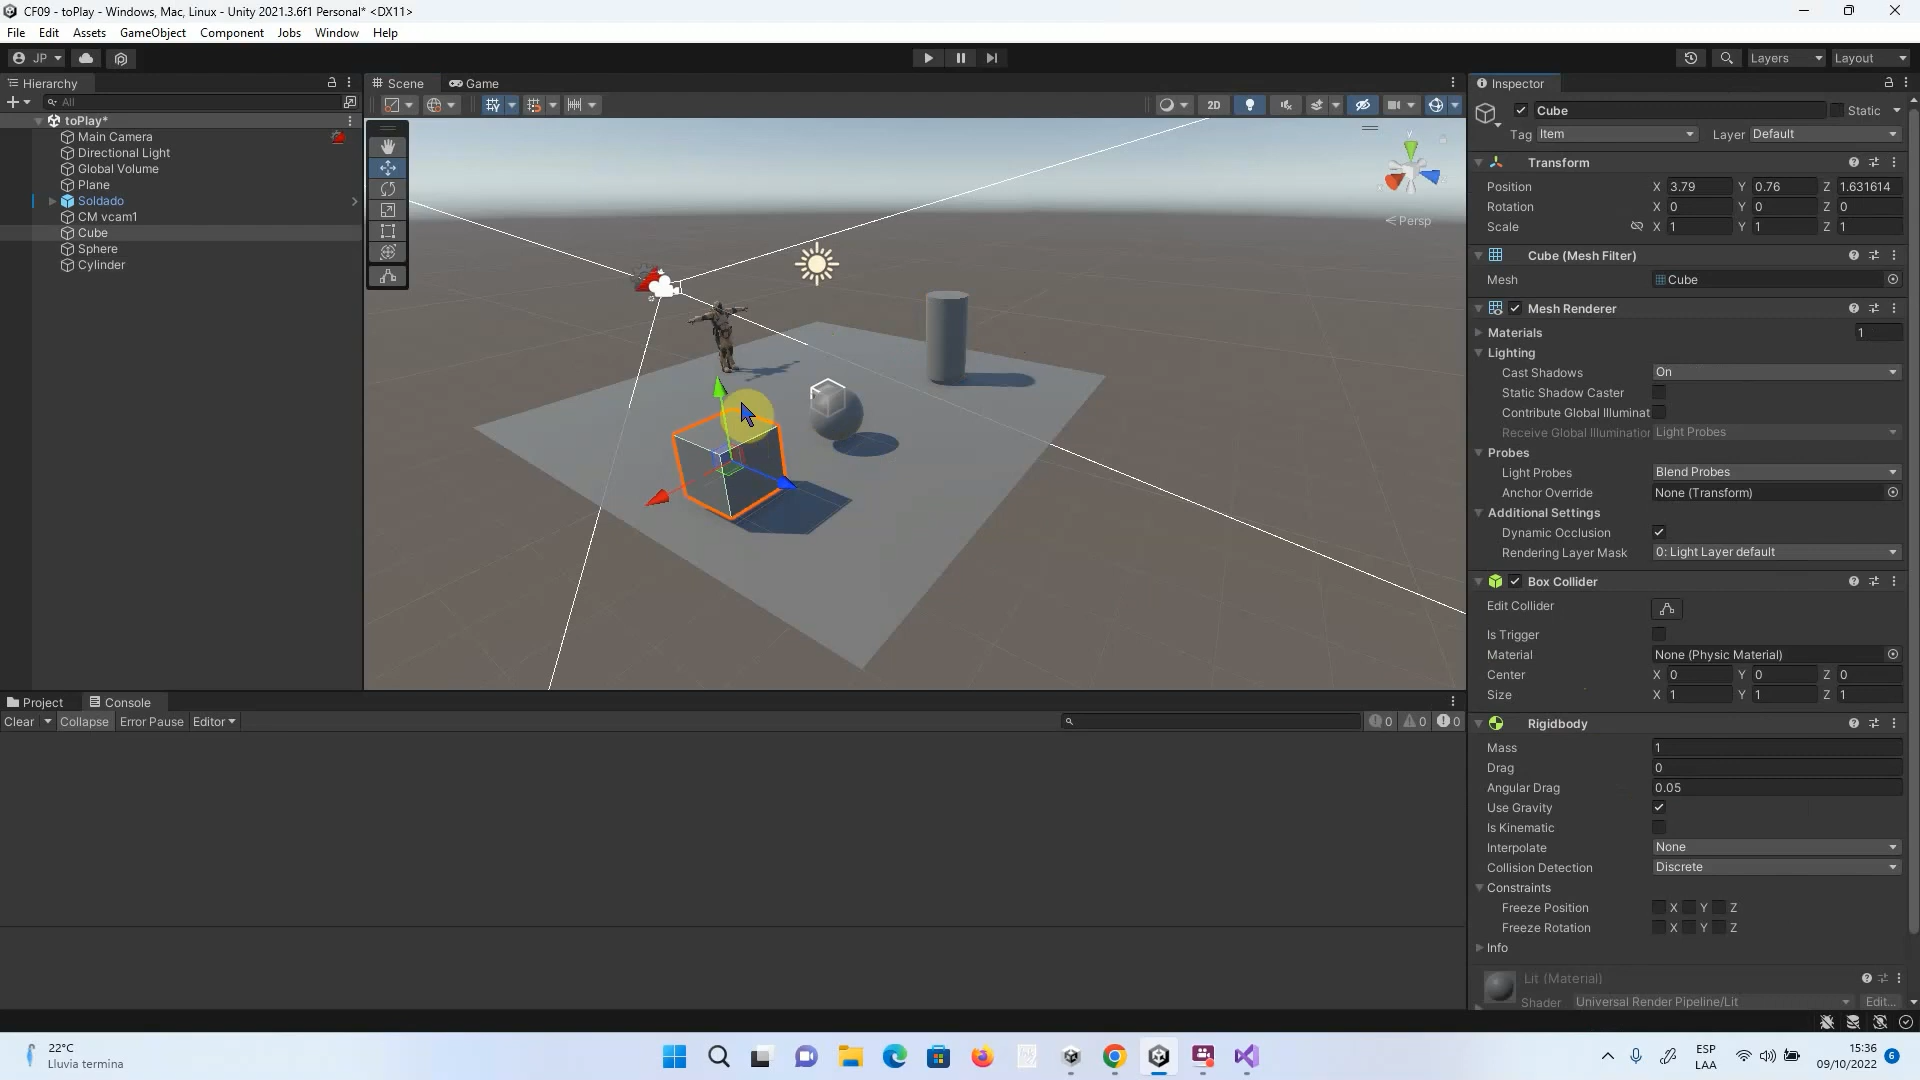 CF09 - toPlay - Windows, Mac, Linux - Unity 2021.3.6f1 Personal* <DX11>
File Edit Assets GameObject Component Jobs Window Help
JP Layers Layout
Hierarchy
All
toPlay*
Main Camera
Directional Light
Global Volume
Plane
Soldado
CM vcam1
Cube
Sphere
Cylinder
Scene Game
2D
y
Persp
Inspector
Cube Static
Tag Item Layer Default
Transform
Position X 3.79 Y 0.76 Z 1.631614
Rotation X 0 Y 0 Z 0
Scale X 1 Y 1 Z 1
Cube (Mesh Filter)
Mesh Cube
Mesh Renderer
Materials 1
Lighting
Cast Shadows On
Static Shadow Caster
Contribute Global Illuminat
Receive Global Illumination Light Probes
Probes
Light Probes Blend Probes
Anchor Override None (Transform)
Additional Settings
Dynamic Occlusion
Rendering Layer Mask 0: Light Layer default
Box Collider
Edit Collider
Is Trigger
Material None (Physic Material)
Center X 0 Y 0 Z 0
Size X 1 Y 1 Z 1
Rigidbody
Mass 1
Drag 0
Angular Drag 0.05
Use Gravity
Is Kinematic
Interpolate None
Collision Detection Discrete
Constraints
Freeze Position X Y Z
Freeze Rotation X Y Z
Info
Lit (Material)
Shader Universal Render Pipeline/Lit Edit...
Project Console
Clear Collapse Error Pause Editor 0 0 0
22°C
Lluvia termina
ESP
LAA
15:36
09/10/2022
6